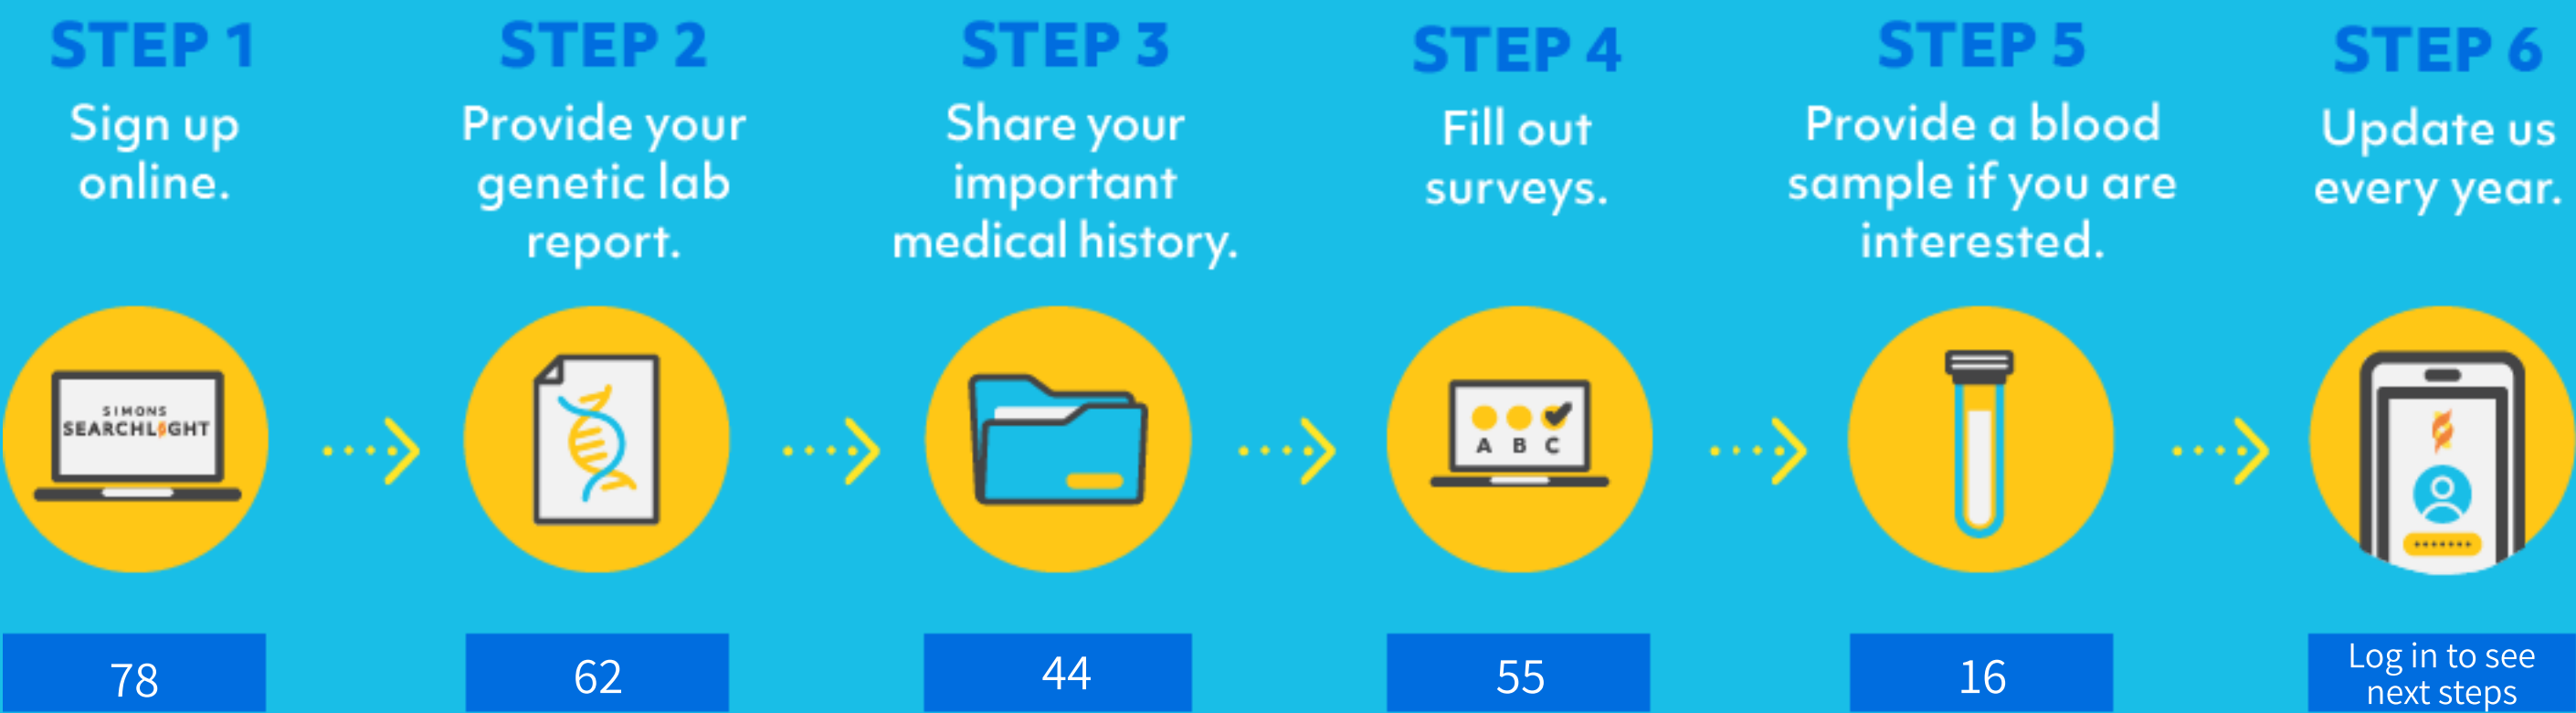 STEP 1
Sign up
online.
SIMONS
SEARCHLIGHT
78
STEP 2
Provide your
genetic lab
report.
62
STEP 3
Share your
important
medical history.
44
STEP 4
Fill out
surveys.
A B C
55
STEP 5
Provide a blood
sample if you are
interested.
16
STEP 6
Update us
every year.
Log in to see
next steps